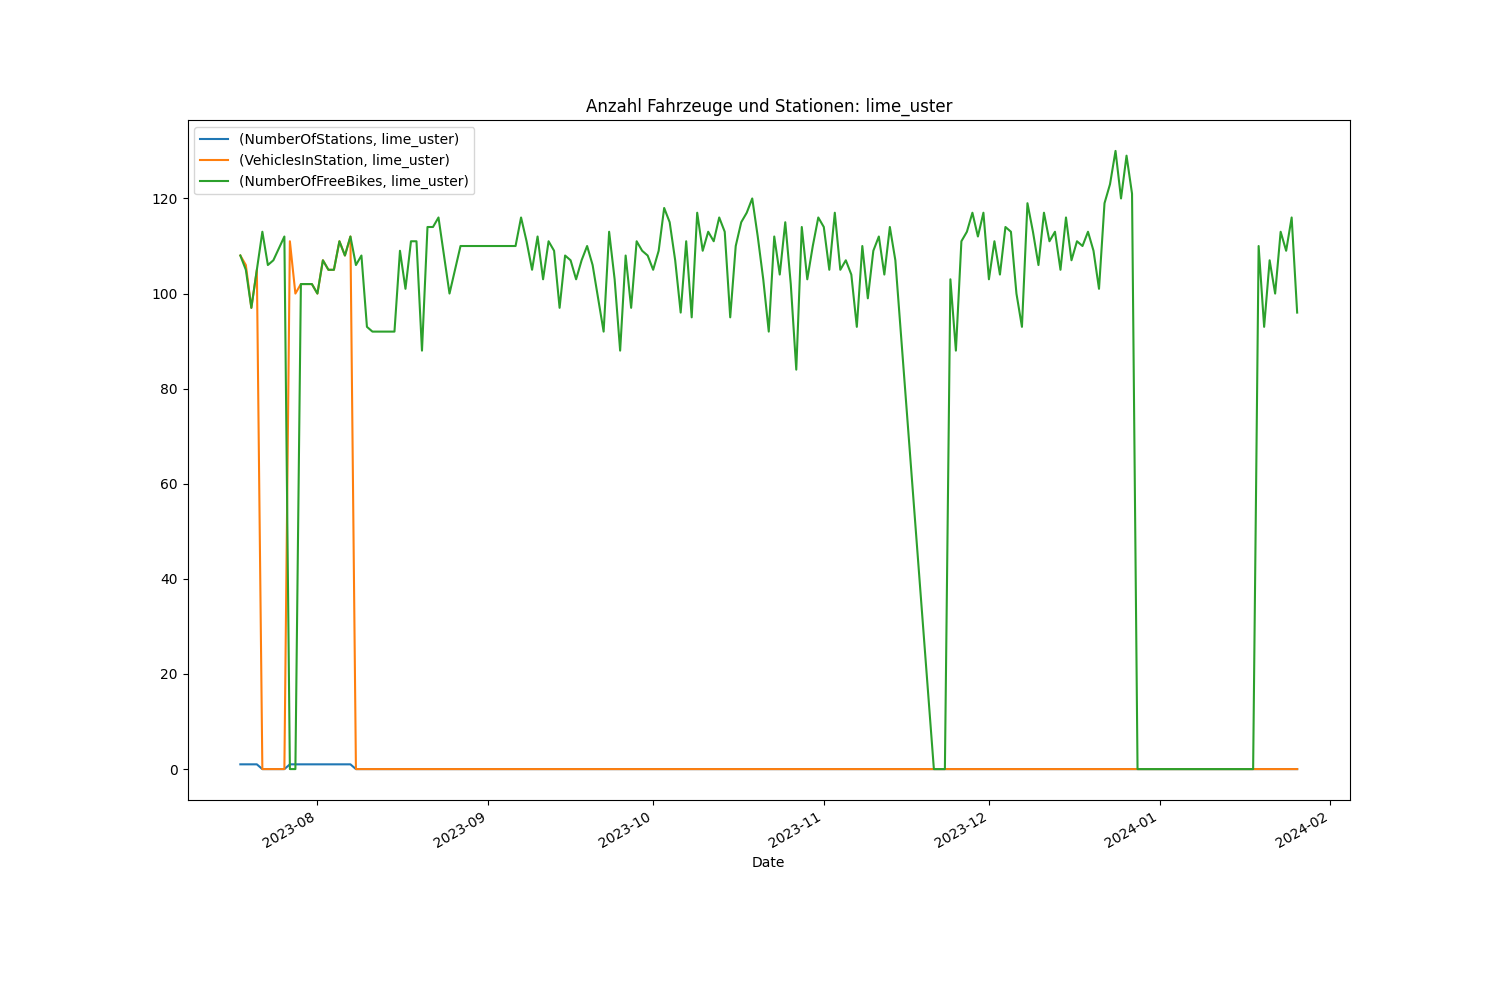 Anzahl Fahrzeuge und Stationen: lime_uster
(NumberOfStations, lime_uster)
(VehiclesInStation, lime_uster)
(NumberOfFreeBikes, lime_uster)
120
100
80
60
40
20
0
2023-08
2023-09
2023-10
2023-11
2023-12
2024-01
2024-02
Date